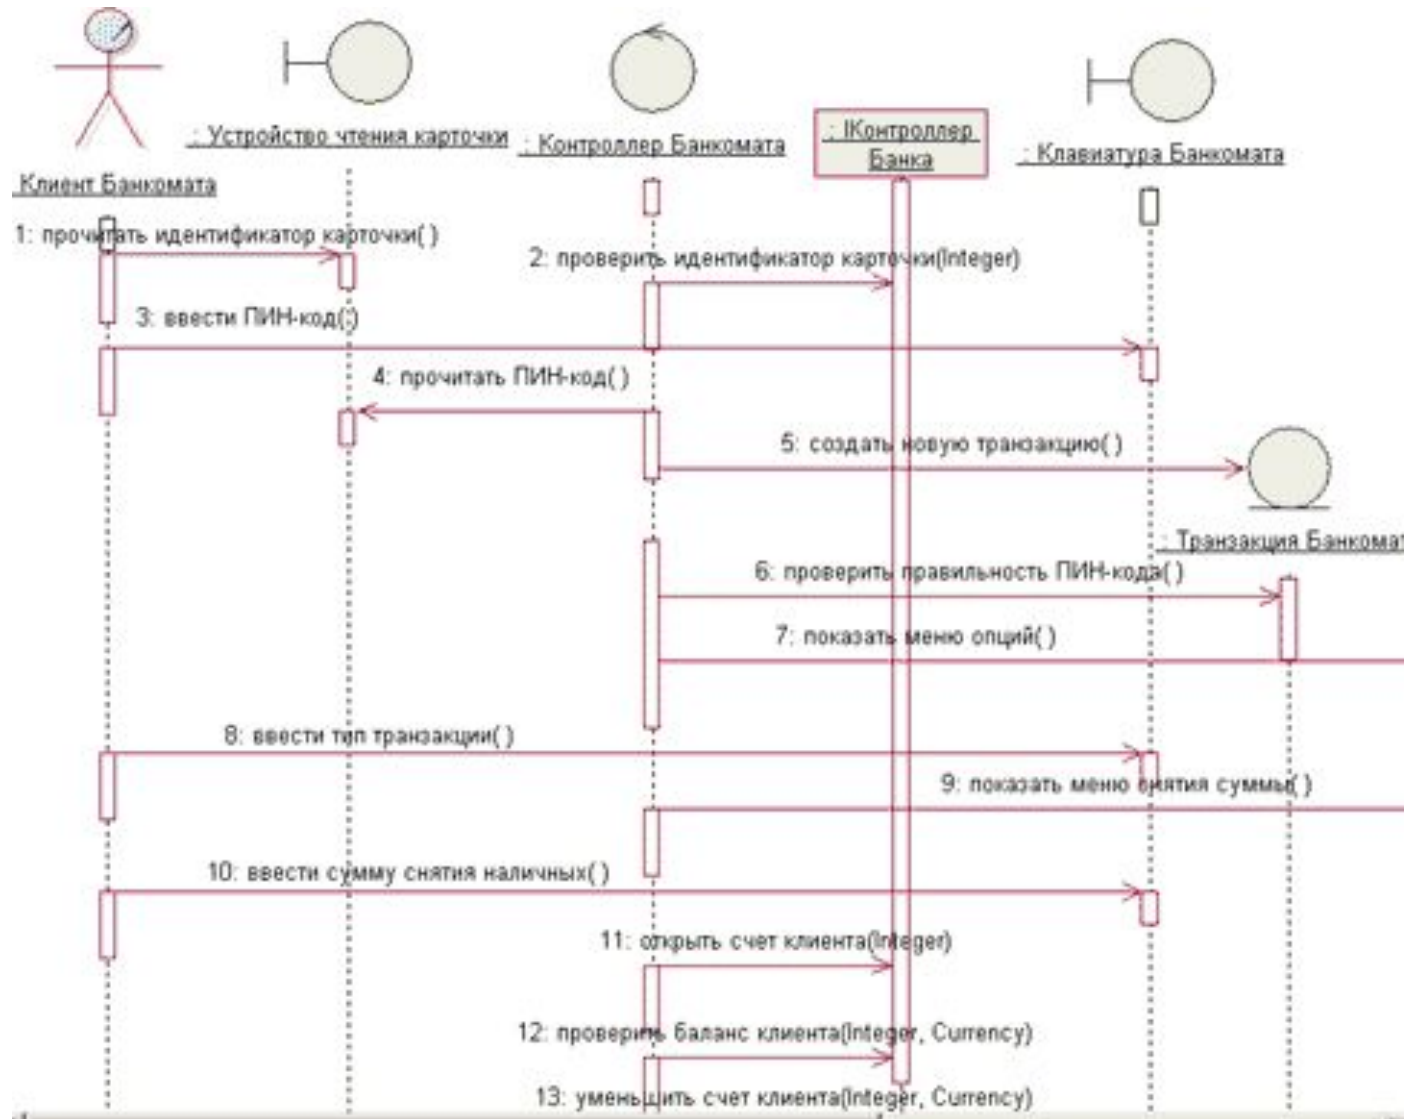 : Устройство чтения карточки
: Контроллер Банкомата
: IКонтроллер
Банка
: Клавиатура Банкомата
Клиент Банкомата
1: прочитать идентификатор карточки( )
2: проверить идентификатор карточки(Integer)
3: ввести ПИН-код( )
4: прочитать ПИН-код( )
5: создать новую транзакцию( )
: Транзакция Банкомат
6: проверить правильность ПИН-кода( )
7: показать меню опций( )
8: ввести тип транзакции( )
9: показать меню снятия суммы( )
10: ввести сумму снятия наличных( )
11: открыть счет клиента(Integer)
12: проверить баланс клиента(Integer, Currency)
13: уменьшить счет клиента(Integer, Currency)